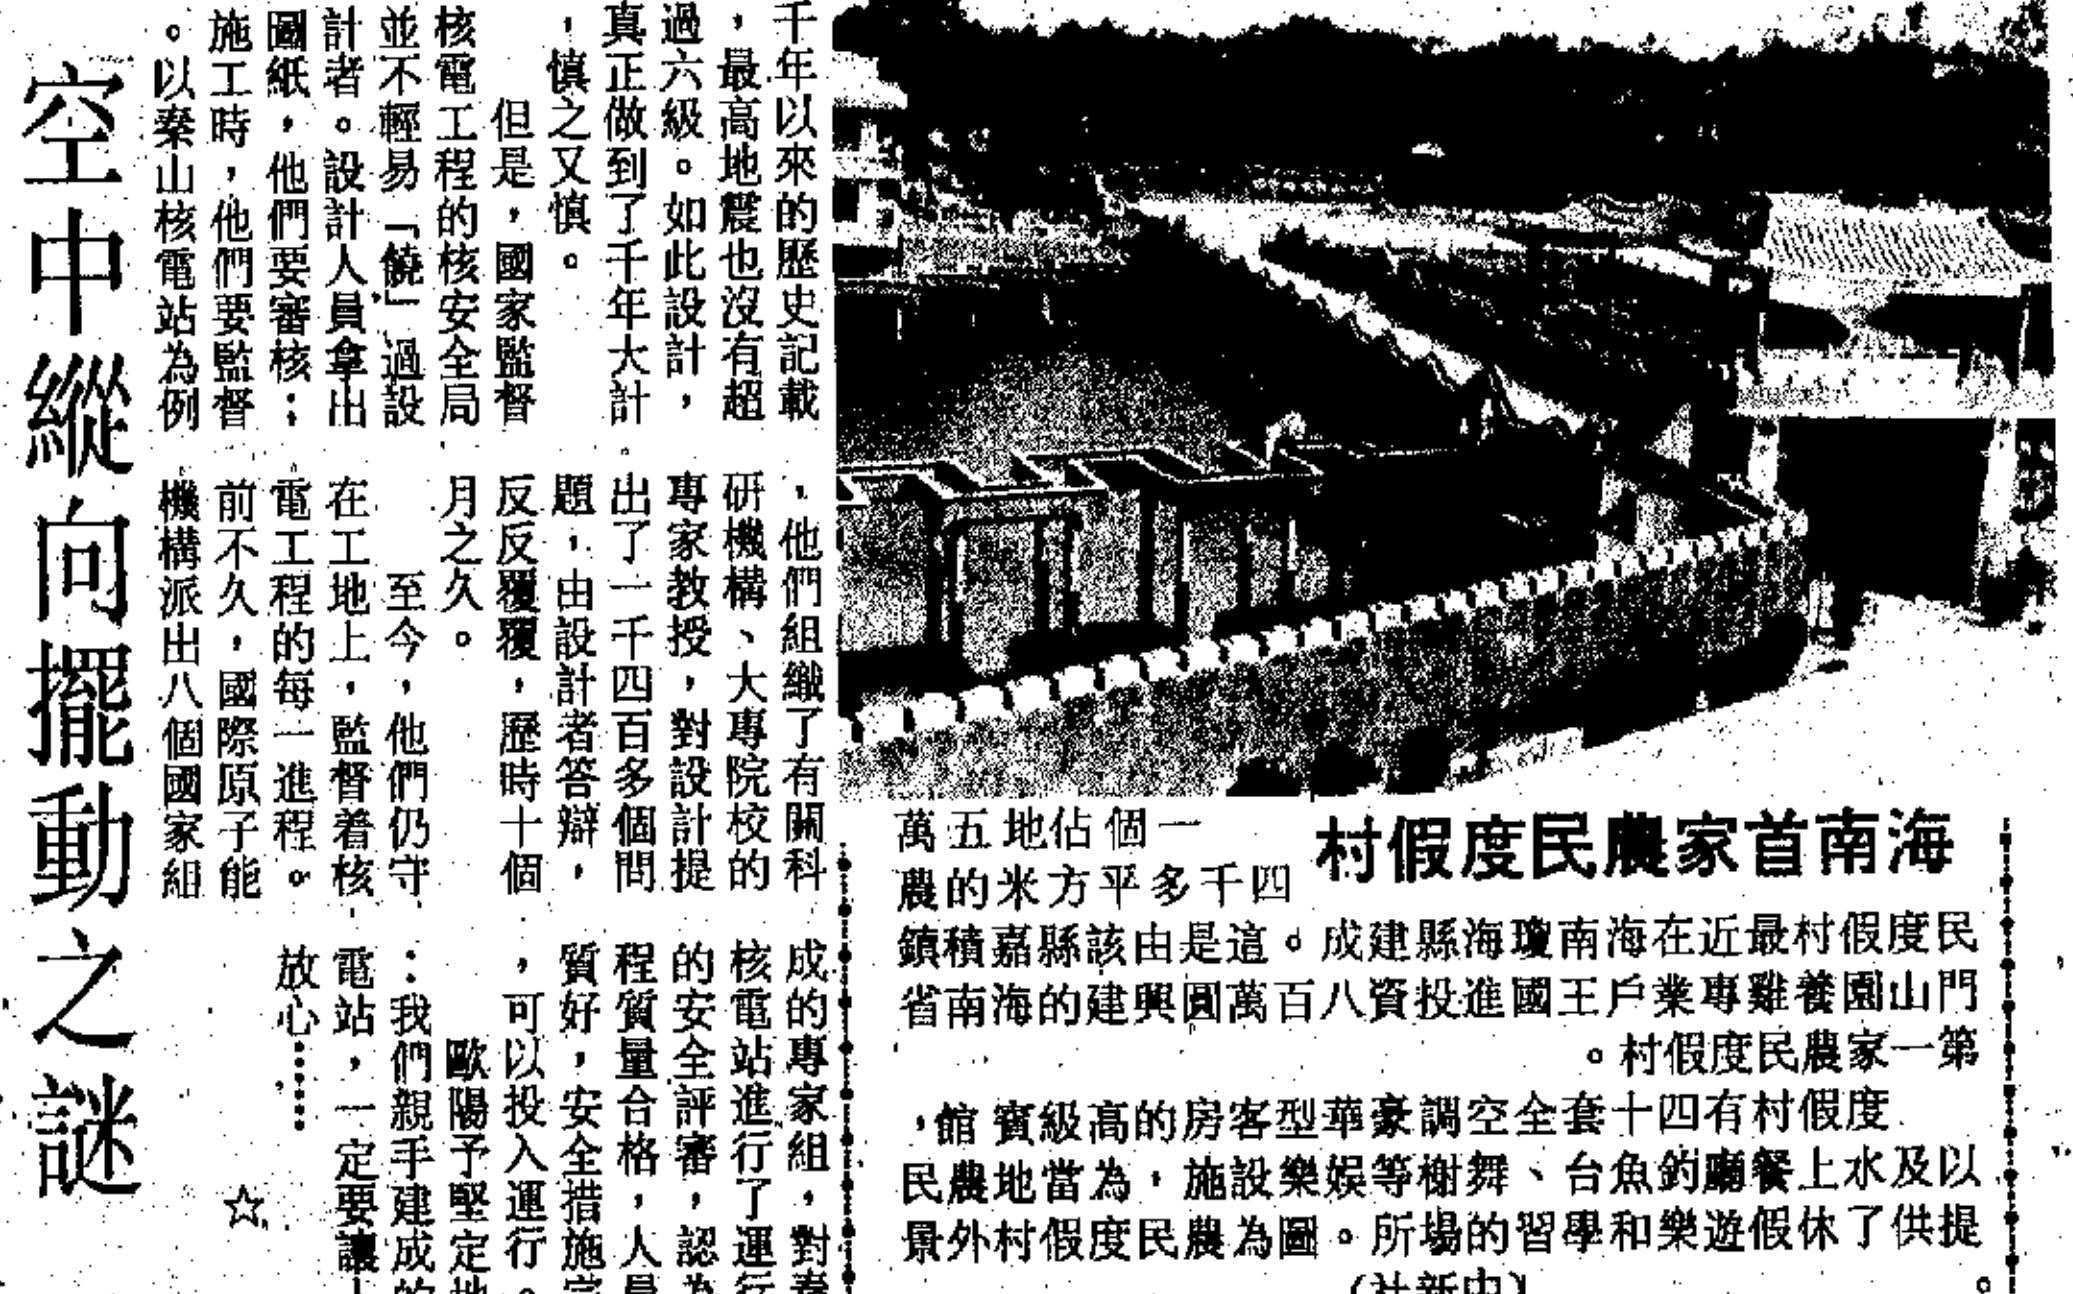 千年以來的歷史記載
，最高地震也沒有超
過六級。如此設計，
真正做到了千年大計
，慎之又慎。
但是，國家監督
核電工程的核安全局
並不輕易「饒」過設
計者。設計人員拿出
圖紙，他們要審核；
施工時，他們要監督
。以秦山核電站為例
，他們組織了有關科
研機構、大專院校的
專家教授，對設計提
出了一千四百多個問
題，由設計者答辯，
反反覆覆，歷時十個
月之久。
至今，他們仍守
在工地上，監督着核
電工程的每一進程。
前不久，國際原子能
機構派出八個國家組
成的專家組，對秦
核電站進行了運行
的安全評審，認為
程質量合格，人員
質好，安全措施
，可以投入運行。
歐陽予堅定地
：我們親手建成的
電站，一定要讓
放心……
☆
空中縱向擺動之謎
海南首家農民度假村
一個佔地五萬
四千多平方米的農
民度假村最近在海南瓊海縣建成。這是由該縣嘉積鎮
門山園養雞專業戶王國進投資八百萬圓興建的海南省
第一家農民度假村。
度假村有四十套全空調豪華型客房的高級賓館，
以及水上餐廳釣魚台、舞榭等娛樂設施，為當地農民
提供了休假遊樂和學習的場所。圖為農民度假村外景
。（中新社）